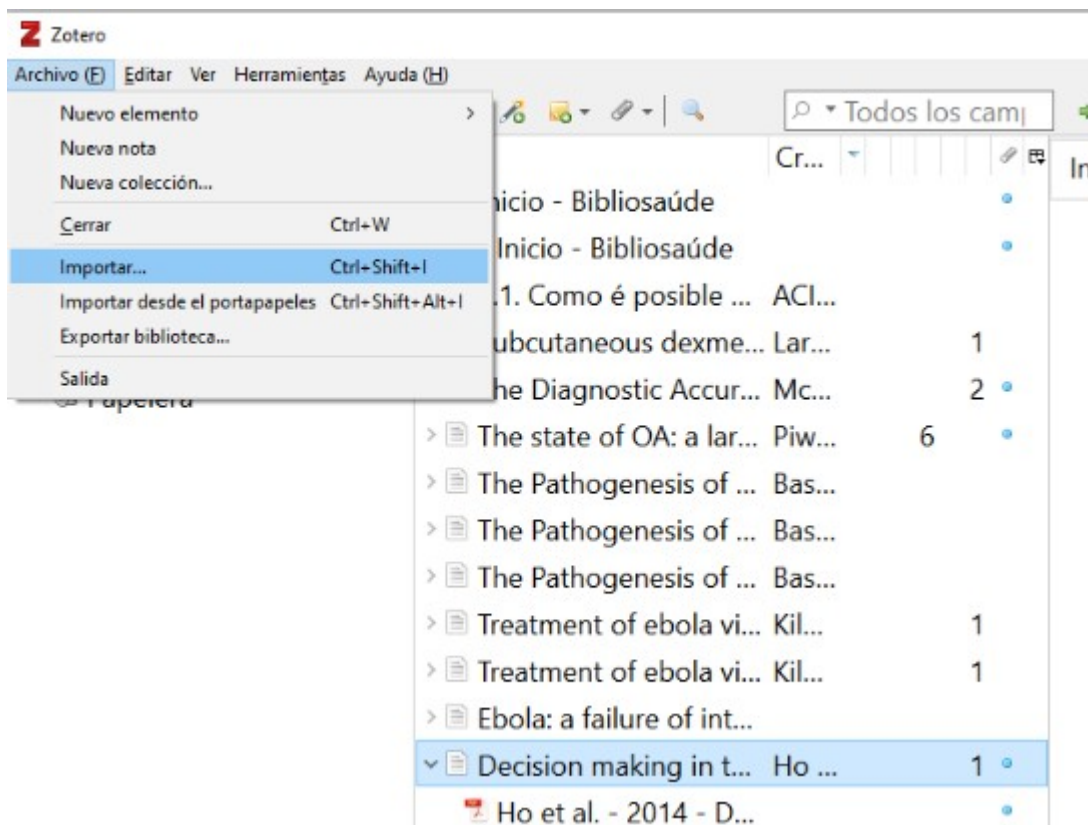 Zotero
Archivo (F) Editar Ver Herramientas Ayuda (H)
Nuevo elemento
Nueva nota
Nueva colección...
Cerrar Ctrl+W
Importar... Ctrl+Shift+I
Importar desde el portapapeles Ctrl+Shift+Alt+I
Exportar biblioteca...
Salida
Papelera
Todos los cam
Cr...
nicio - Bibliosaúde
Inicio - Bibliosaúde
.1. Como é posible ... ACI...
ubcutaneous dexme... Lar... 1
he Diagnostic Accur... Mc... 2
The state of OA: a lar... Piw... 6
The Pathogenesis of ... Bas...
The Pathogenesis of ... Bas...
The Pathogenesis of ... Bas...
Treatment of ebola vi... Kil... 1
Treatment of ebola vi... Kil... 1
Ebola: a failure of int...
Decision making in t... Ho ... 1
Ho et al. - 2014 - D...